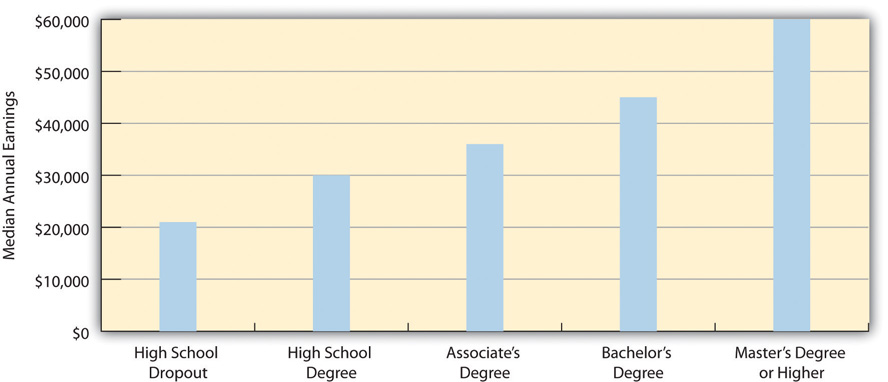 Median Annual Earnings
$60,000
$50,000
$40,000
$30,000
$20,000
$10,000
$0
High School
Dropout
High School
Degree
Associate's
Degree
Bachelor's
Degree
Master's Degree
or Higher